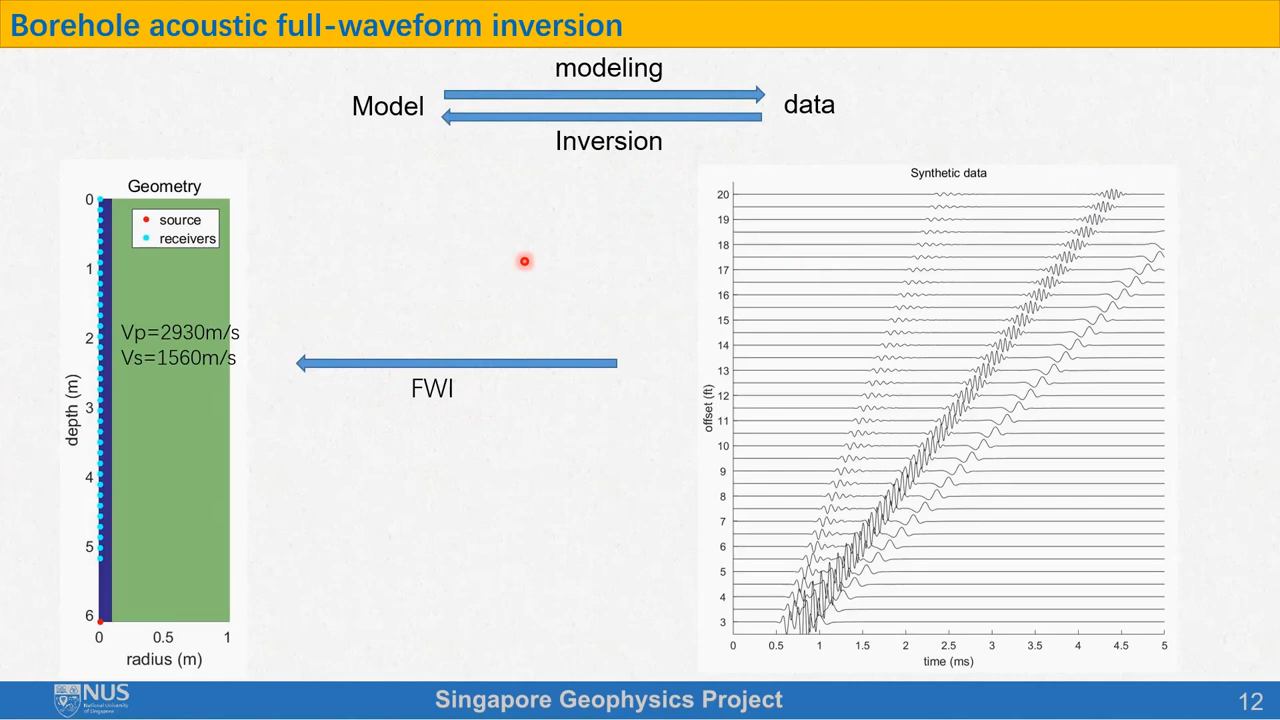 Borehole acoustic full-waveform inversion
modeling
Model
data
Inversion
Geometry
source
receivers
Vp=2930m/s
Vs=1560m/s
0
1
2
3
4
5
6
depth (m)
0 0.5 1
radius (m)
FWI
Synthetic data
20
19
18
17
16
15
14
13
12
11
10
9
8
7
6
5
4
3
offset (ft)
0 0.5 1 1.5 2 2.5 3 3.5 4 4.5 5
time (ms)
NUS
National University
of Singapore
Singapore Geophysics Project
12